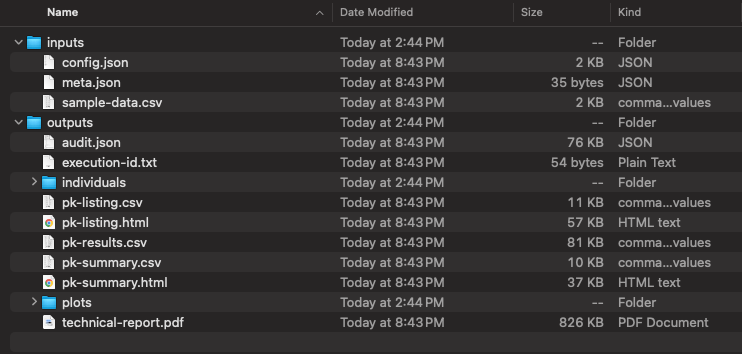 Name Date Modified Size Kind
inputs Today at 2:44 PM -- Folder
config.json Today at 8:43 PM 2 KB JSON
meta.json Today at 8:43 PM 35 bytes JSON
sample-data.csv Today at 8:43 PM 2 KB comma...values
outputs Today at 2:44 PM -- Folder
audit.json Today at 8:43 PM 76 KB JSON
execution-id.txt Today at 8:43 PM 54 bytes Plain Text
individuals Today at 2:44 PM -- Folder
pk-listing.csv Today at 8:43 PM 11 KB comma...values
pk-listing.html Today at 8:43 PM 57 KB HTML text
pk-results.csv Today at 8:43 PM 81 KB comma...values
pk-summary.csv Today at 8:43 PM 10 KB comma...values
pk-summary.html Today at 8:43 PM 37 KB HTML text
plots Today at 2:44 PM -- Folder
technical-report.pdf Today at 8:43 PM 826 KB PDF Document